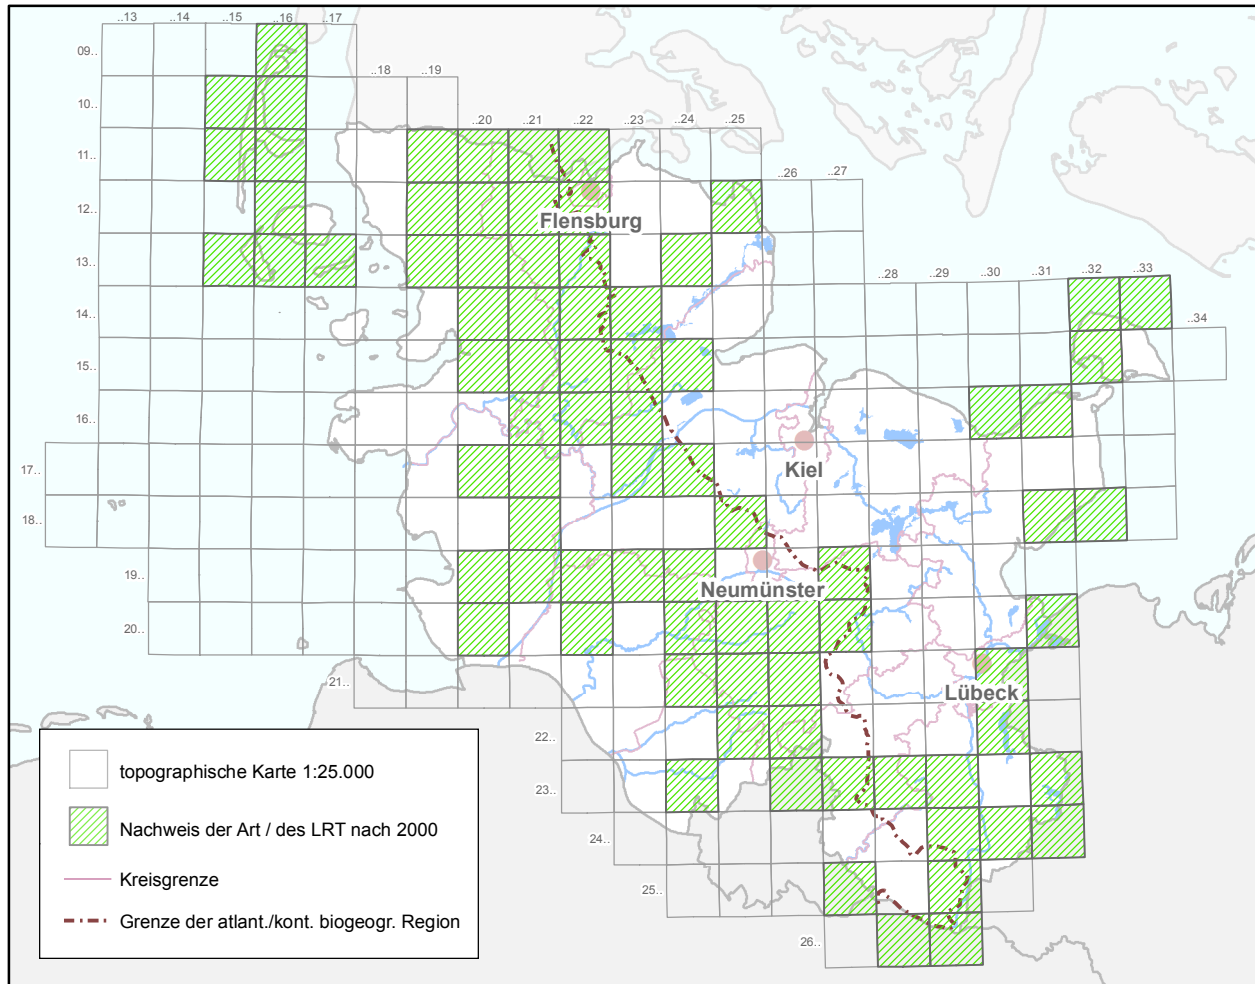 ..13 ..14 ..15 ..16 ..17
09..
..18 ..19
10..
..20 ..21 ..22 ..23 ..24 ..25
11..
..26 ..27
12..
Flensburg
13..
..28 ..29 ..30 ..31 ..32 ..33
14..
..34
15..
16..
17..
Kiel
18..
19..
Neumünster
20..
21..
Lübeck
22..
23..
24..
25..
26..
topographische Karte 1:25.000
Nachweis der Art / des LRT nach 2000
Kreisgrenze
Grenze der atlant./kont. biogeogr. Region